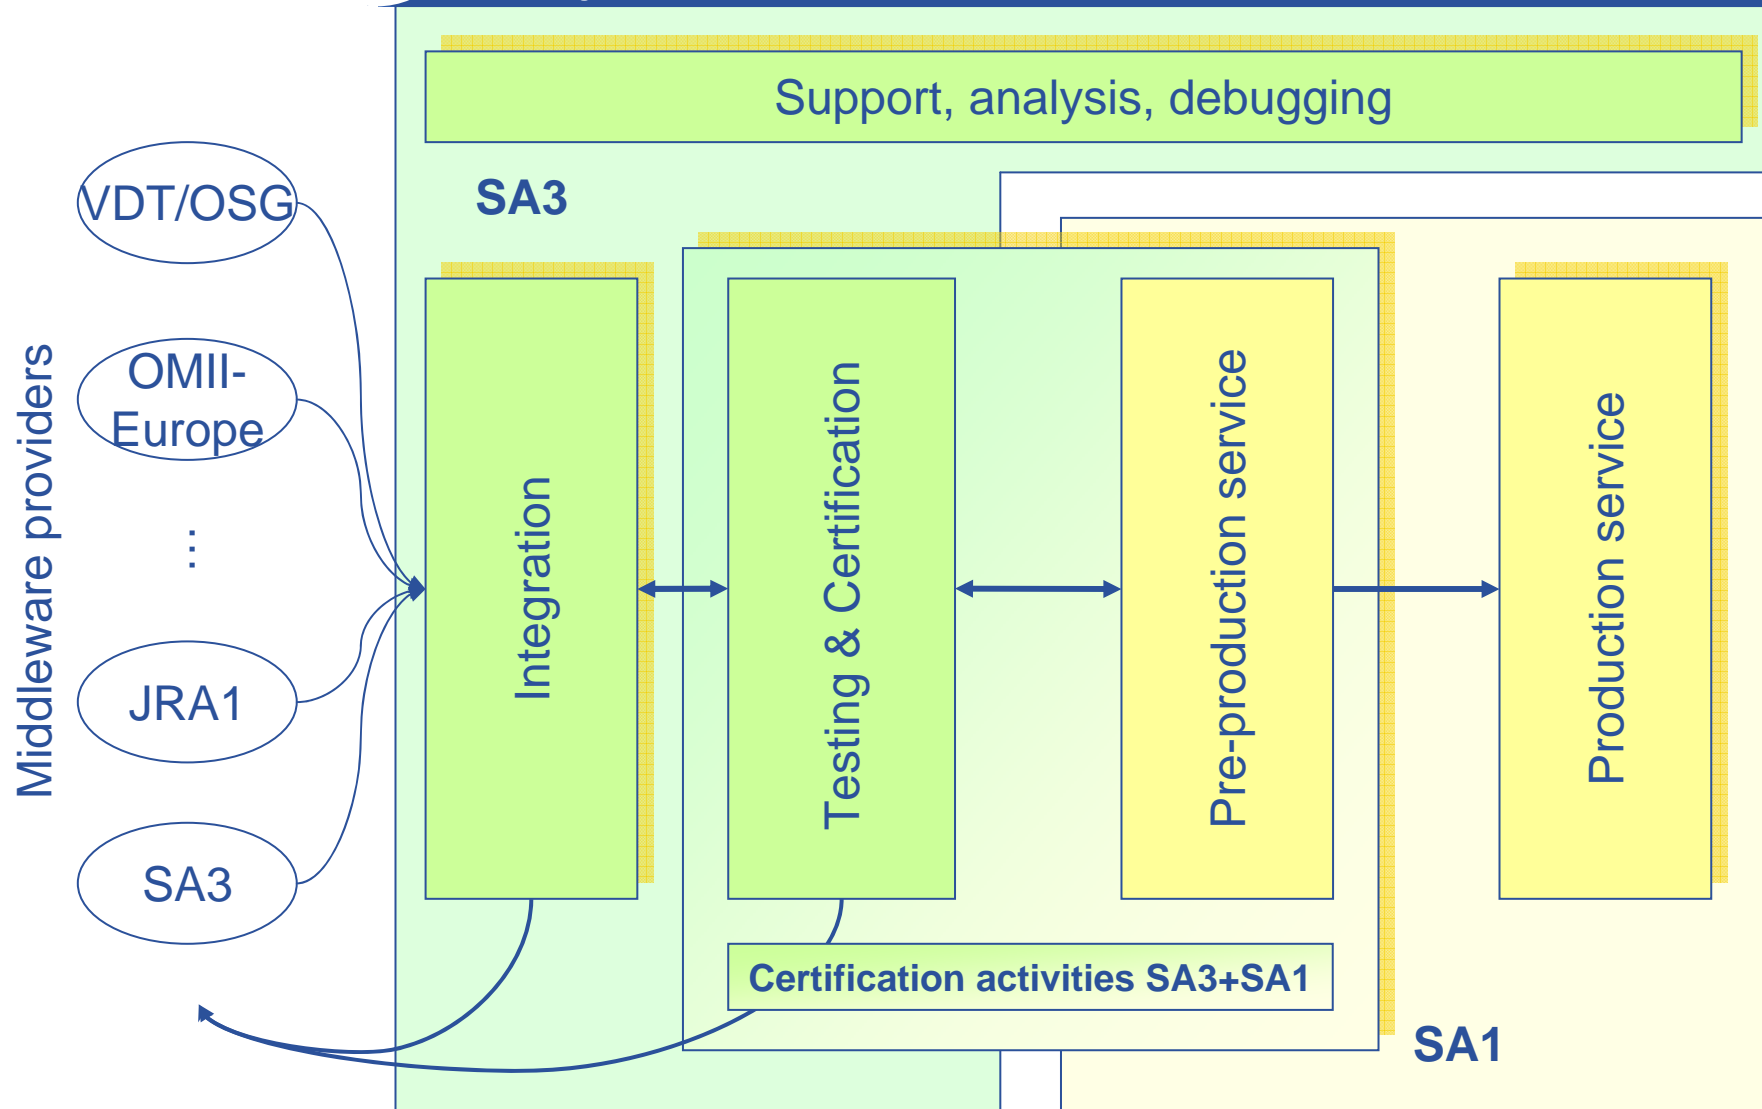 Support, analysis, debugging
SA3
Middleware providers
VDT/OSG
OMII-
Europe
...
JRA1
SA3
Integration
Testing & Certification
Pre-production service
Production service
Certification activities SA3+SA1
SA1